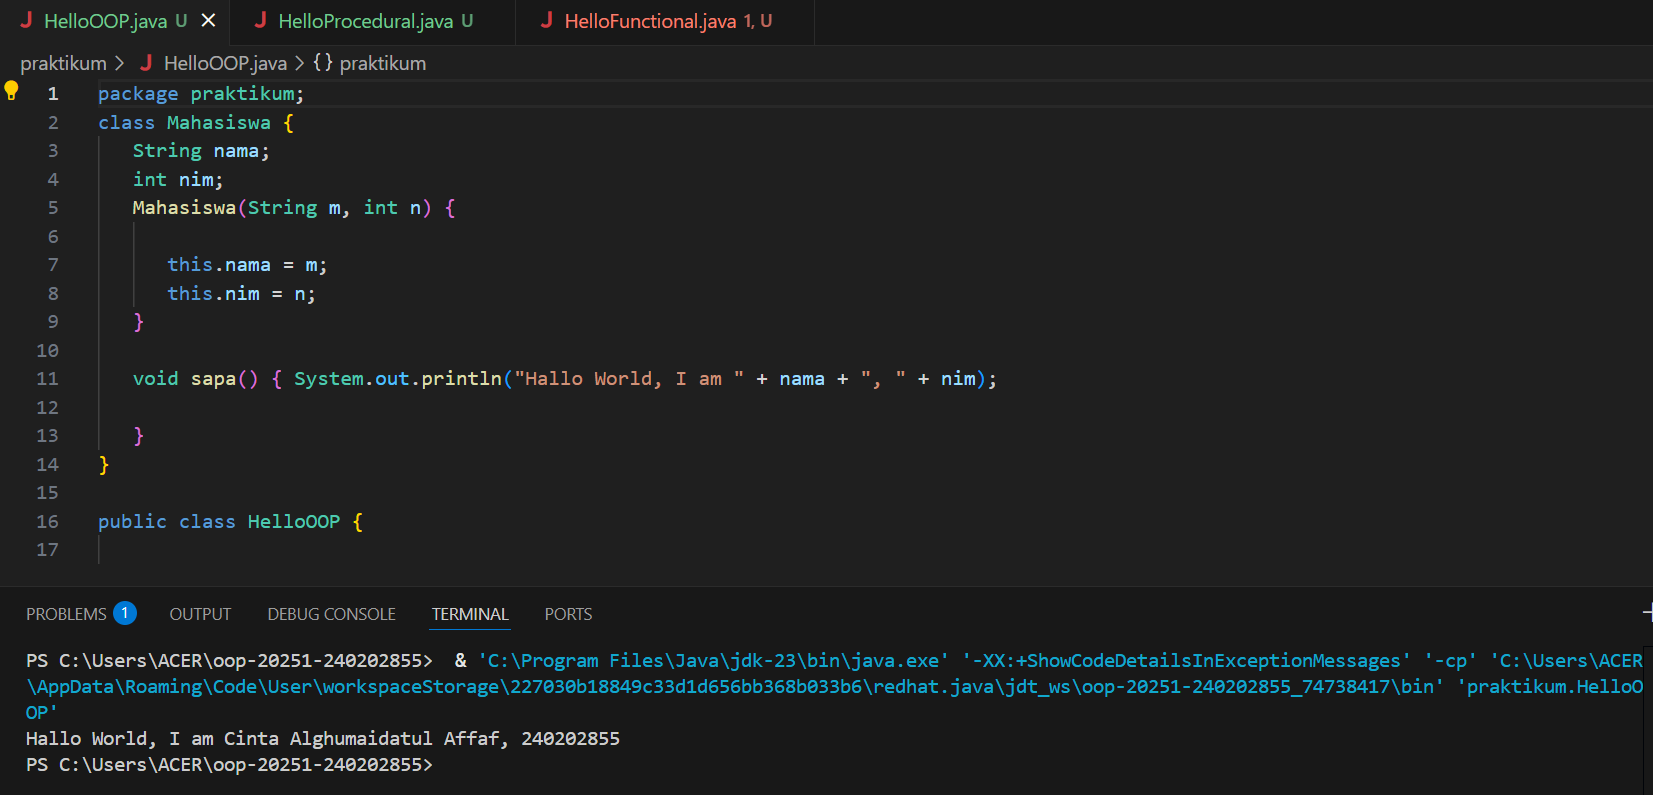 HelloOOP.java U × HelloProcedural.java U HelloFunctional.java 1, U
praktikum > HelloOOP.java > {} praktikum
1 package praktikum;
2 class Mahasiswa {
3 String nama;
4 int nim;
5 Mahasiswa(String m, int n) {
6
7 this.nama = m;
8 this.nim = n;
9 }
10
11 void sapa() { System.out.println("Hallo World, I am " + nama + ", " + nim);
12
13 }
14 }
15
16 public class HelloOOP {
17
PROBLEMS 1 OUTPUT DEBUG CONSOLE TERMINAL PORTS
PS C:\Users\ACER\oop-20251-240202855> & 'C:\Program Files\Java\jdk-23\bin\java.exe' '-XX:+ShowCodeDetailsInExceptionMessages' '-cp' 'C:\Users\ACER
\AppData\Roaming\Code\User\workspaceStorage\227030b18849c33d1d656bb368b033b6\redhat.java\jdt_ws\oop-20251-240202855_74738417\bin' 'praktikum.HelloO
OP'
Hallo World, I am Cinta Alghumaidatul Affaf, 240202855
PS C:\Users\ACER\oop-20251-240202855>